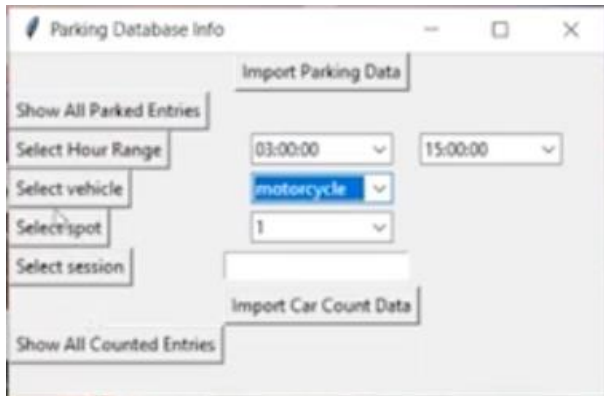 Parking Database Info
Import Parking Data
Show All Parked Entries
Select Hour Range 03:00:00 15:00:00
Select vehicle motorcycle
Select spot 1
Select session
Import Car Count Data
Show All Counted Entries